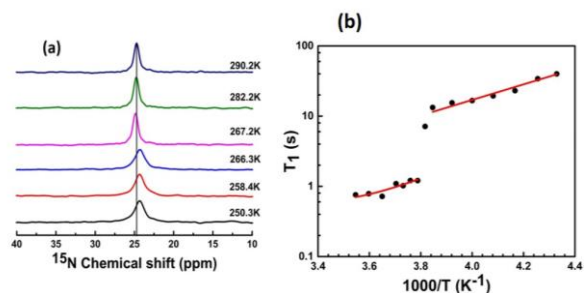 (a)
290.2K
282.2K
267.2K
266.3K
258.4K
250.3K
40 35 30 25 20 15 10
¹⁵N Chemical shift (ppm)
(b)
100
10
1
0.1
T₁ (s)
3.4 3.6 3.8 4.0 4.2 4.4
1000/T (K⁻¹)